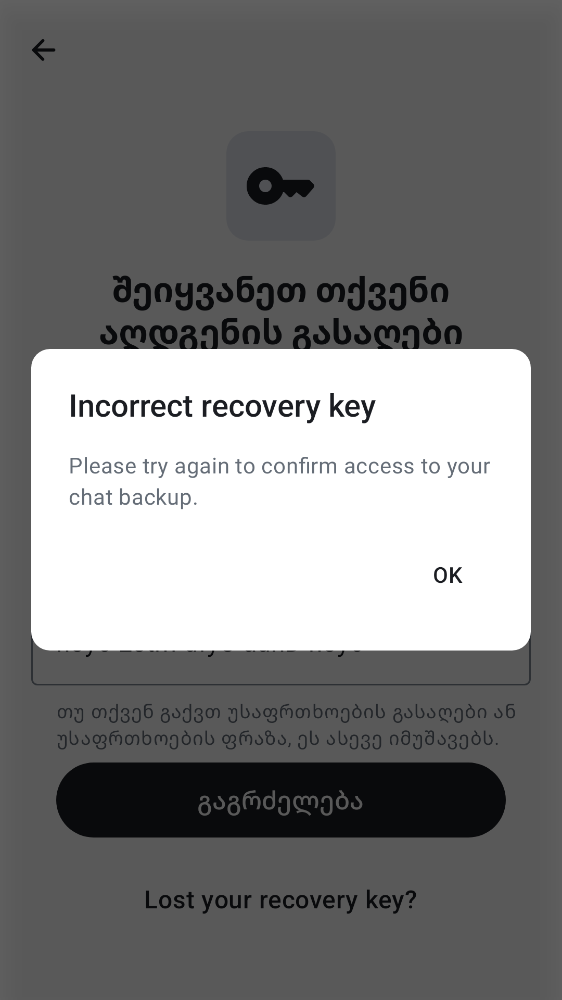 შეიყვანეთ თქვენი
აღდგენის გასაღები
Incorrect recovery key
Please try again to confirm access to your
chat backup.
OK
თუ თქვენ გაქვთ უსაფრთხოების გასაღები ან
უსაფრთხოების ფრაზა, ეს ასევე იმუშავებს.
გაგრძელება
Lost your recovery key?